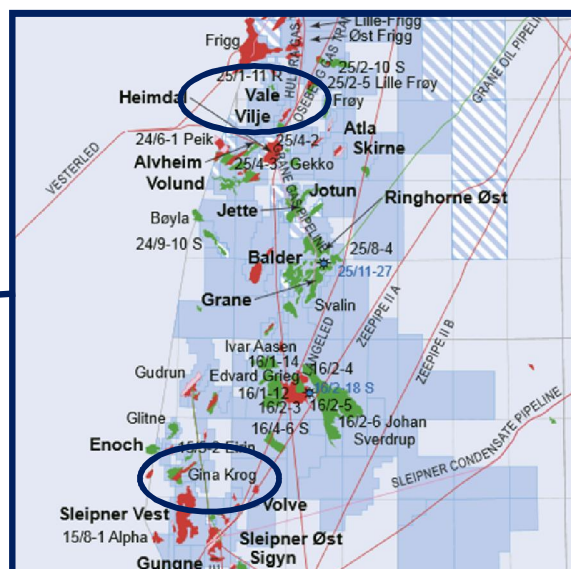 Lille-Frigg
Øst Frigg
Frigg
25/2-10 S
25/1-11 R
25/2-5 Lille Frøy
Frøy
Vale
Vilje
Heimdal
GRANE OIL PIPELINE
24/6-1 Peik
25/4-2
Atla
Skirne
Alvheim
25/4-3
Gekko
Volund
VESTERLED
Jotun
Ringhorne Øst
Jette
Bøyla
24/9-10 S
Balder
25/8-4
25/11-27
Grane
Svalin
ZEEPIPE II A
ZEEPIPE II B
Ivar Aasen
16/1-14
16/2-4
Gudrun
Edvard Grieg
16/1-12
16/2-18 S
16/2-3
16/2-5
Glitne
16/2-6 Johan
Sverdrup
16/4-6 S
Enoch
Gina Krog
SLEIPNER CONDENSATE PIPELINE
Volve
Sleipner Vest
15/8-1 Alpha
Sleipner Øst
Sigyn
Gungne